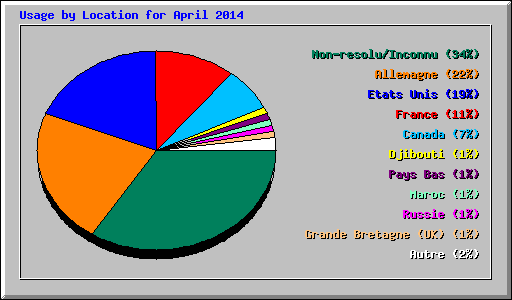 Usage by Location for April 2014
Non-resolu/Inconnu (34%)
Allemagne (22%)
Etats Unis (19%)
France (11%)
Canada (7%)
Djibouti (1%)
Pays Bas (1%)
Maroc (1%)
Russie (1%)
Grande Bretagne (UK) (1%)
Autre (2%)